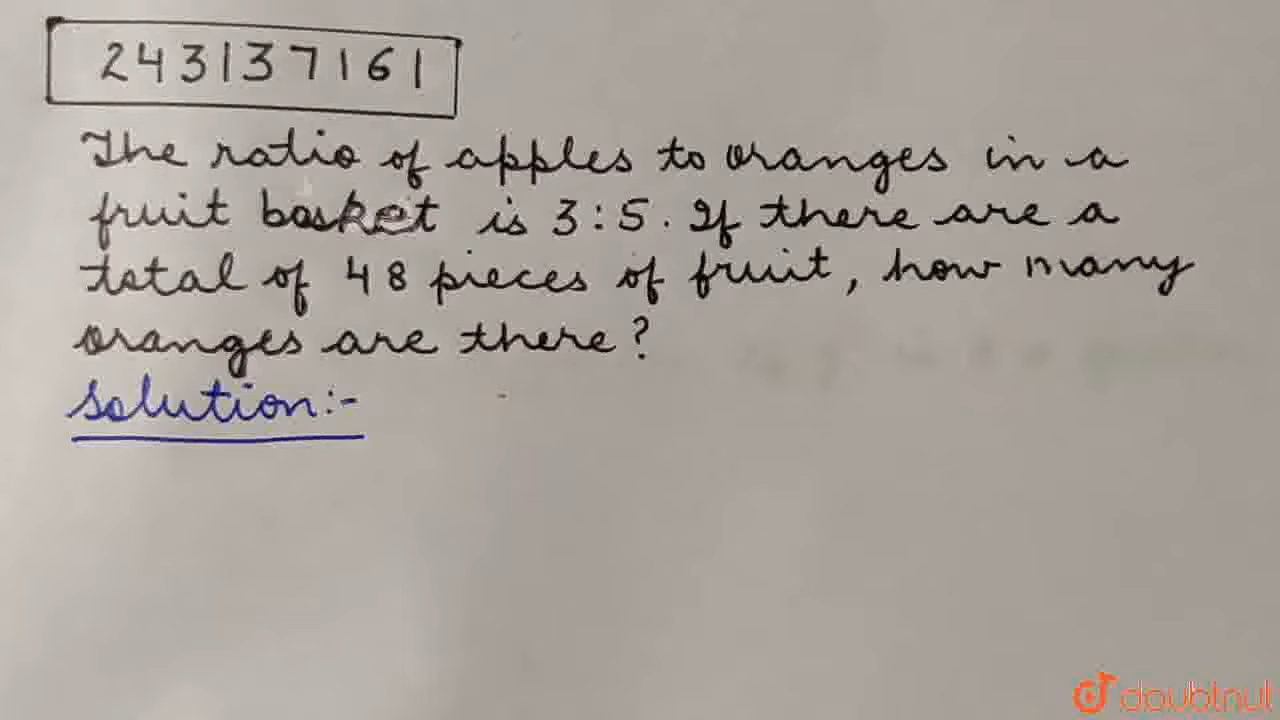 243137161
The ratio of apples to oranges in a
fruit basket is 3:5. If there are a
total of 48 pieces of fruit, how many
oranges are there?
Solution:-
doubtnut